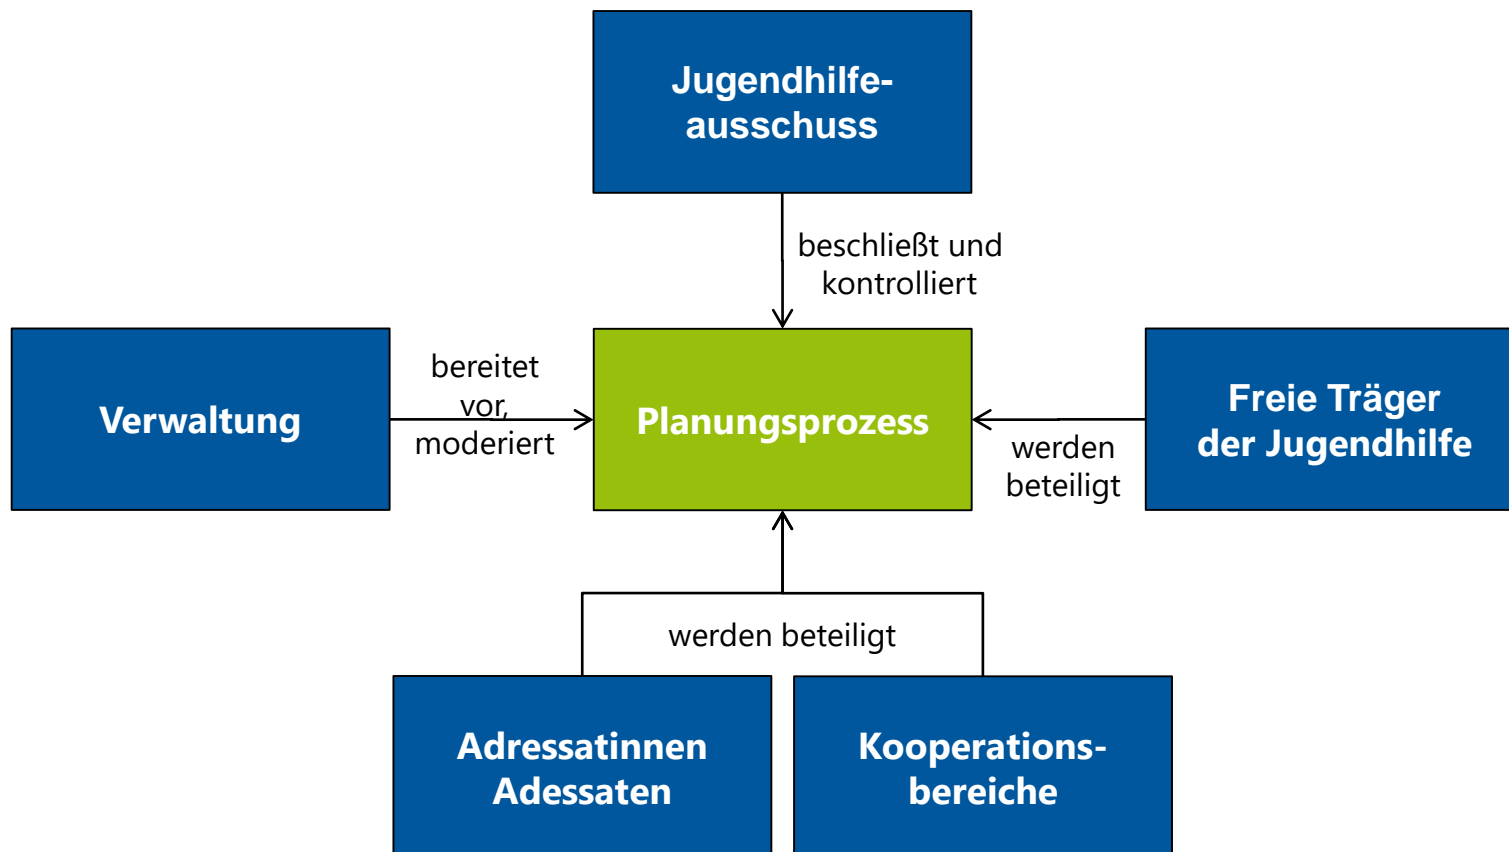 Jugendhilfe-
ausschuss
beschließt und
kontrolliert
Verwaltung
bereitet
vor,
moderiert
Planungsprozess
werden
beteiligt
Freie Träger
der Jugendhilfe
werden beteiligt
Adressatinnen
Adessaten
Kooperations-
bereiche